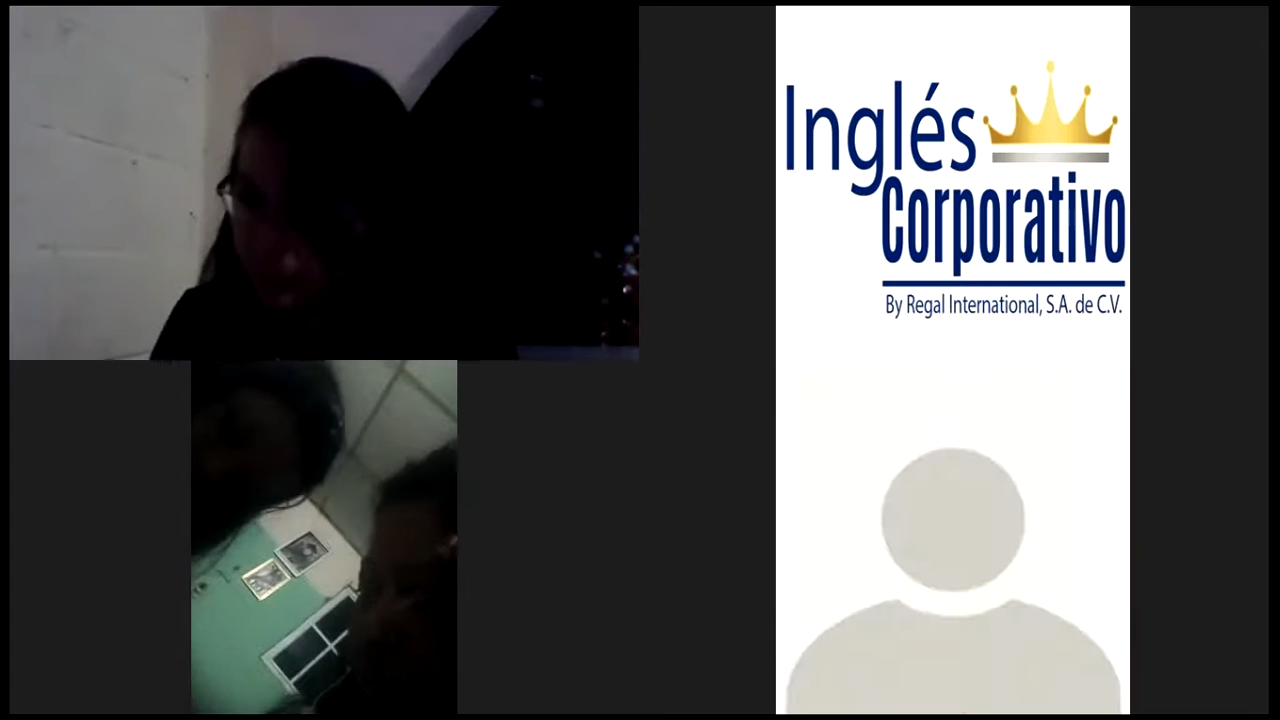 Inglés
Corporativo
By Regal International, S.A. de C.V.